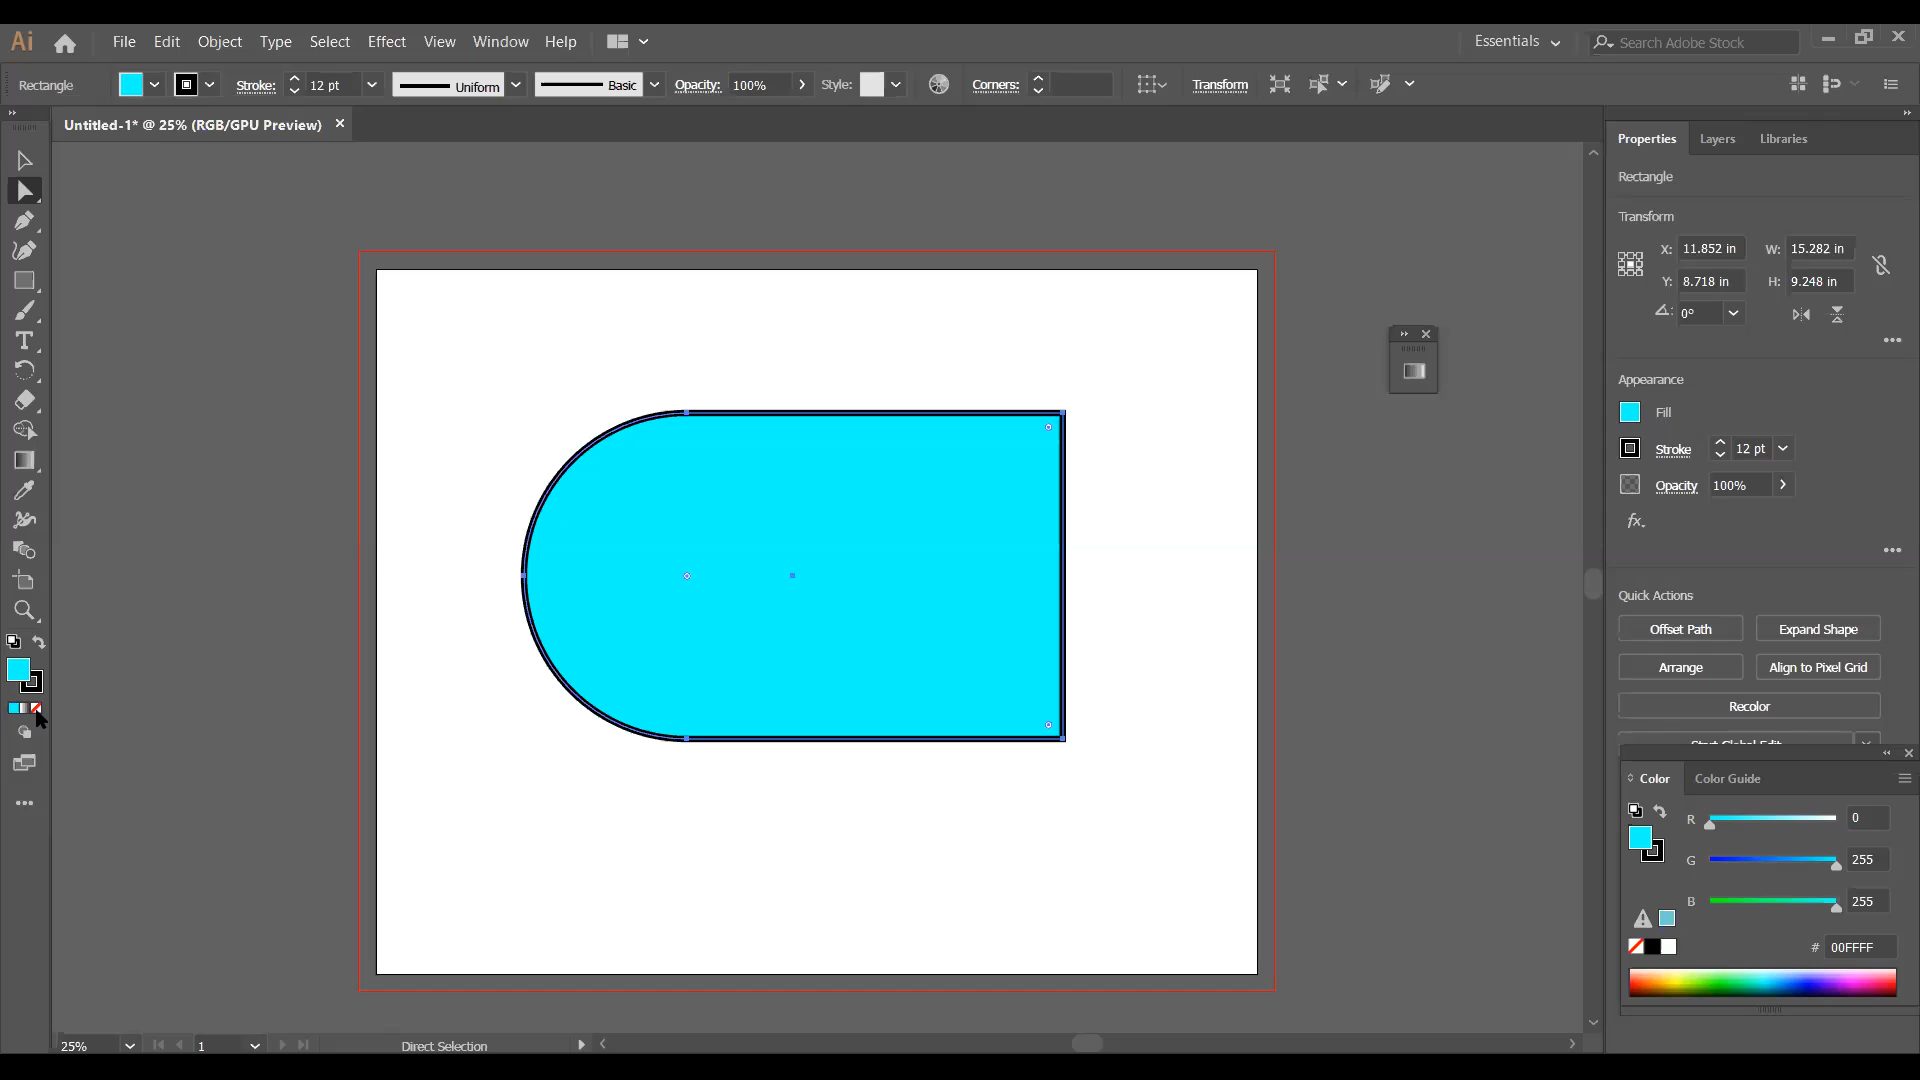 Ai File Edit Object Type Select Effect View Window Help Essentials Search Adobe Stock
Rectangle Stroke: 12 pt Uniform Basic Opacity: 100% Style: Corners: Transform
Untitled-1* @ 25% (RGB/GPU Preview)
Properties Layers Libraries
Rectangle
Transform
X: 11.852 in W: 15.282 in
Y: 8.718 in H: 9.248 in
0°
Appearance
Fill
Stroke 12 pt
Opacity 100%
fx
Quick Actions
Offset Path Expand Shape
Arrange Align to Pixel Grid
Recolor
Start Global Edit
Color Color Guide
R 0
G 255
B 255
# 00FFFF
25% 1 Direct Selection